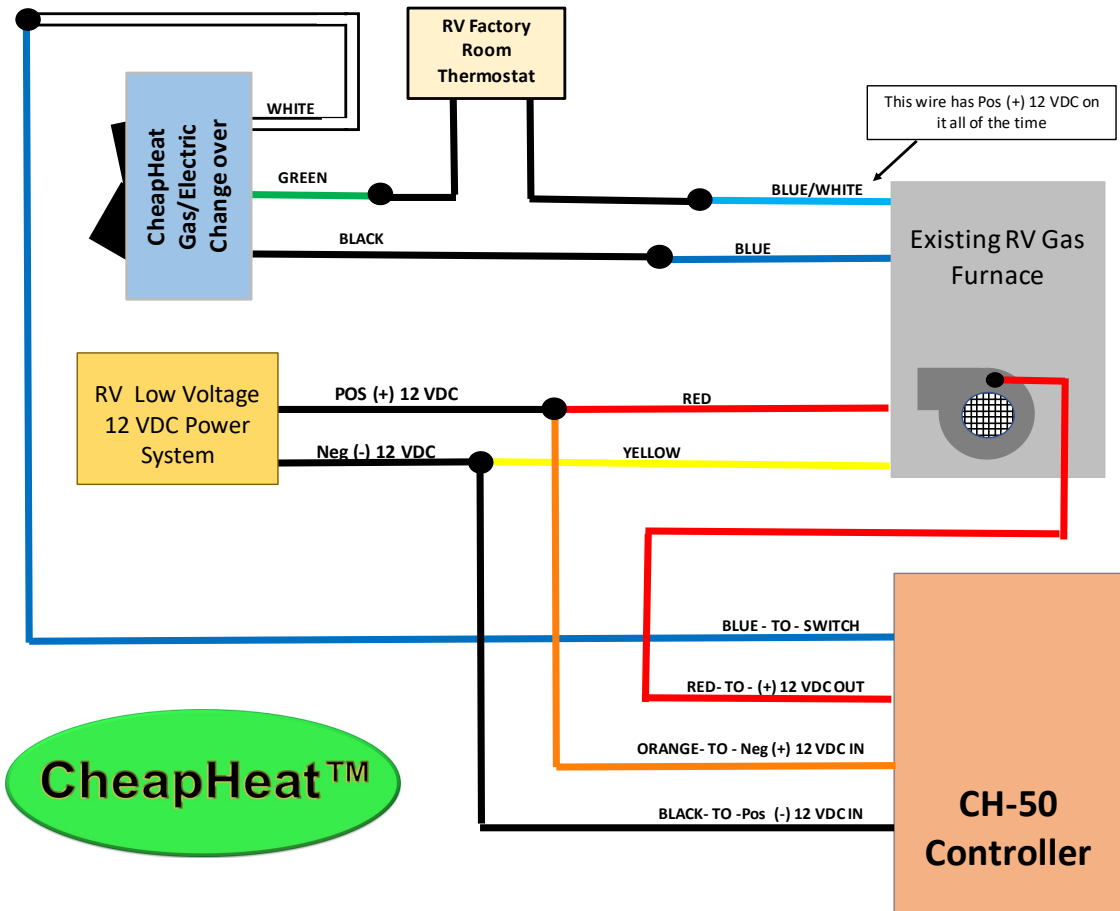 RV Factory
Room
Thermostat
WHITE
This wire has Pos (+) 12 VDC on
it all of the time
CheapHeat
Gas/Electric
Change over
GREEN
BLUE/WHITE
BLACK
BLUE
Existing RV Gas
Furnace
RV Low Voltage
12 VDC Power
System
POS (+) 12 VDC
RED
Neg (-) 12 VDC
YELLOW
BLUE - TO - SWITCH
RED- TO - (+) 12 VDC OUT
ORANGE- TO - Neg (+) 12 VDC IN
BLACK- TO -Pos (-) 12 VDC IN
CheapHeat™
CH-50
Controller